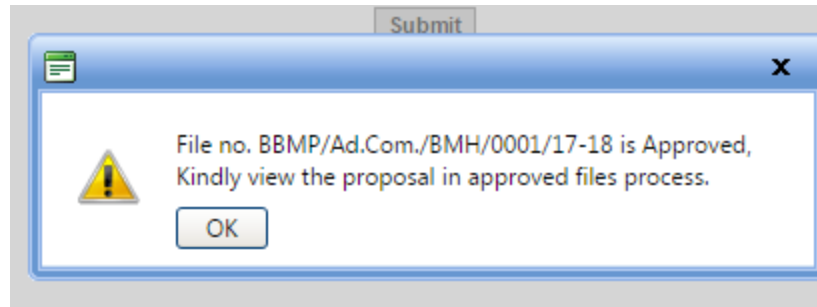 Submit
x
File no. BBMP/Ad.Com./BMH/0001/17-18 is Approved,
Kindly view the proposal in approved files process.
OK